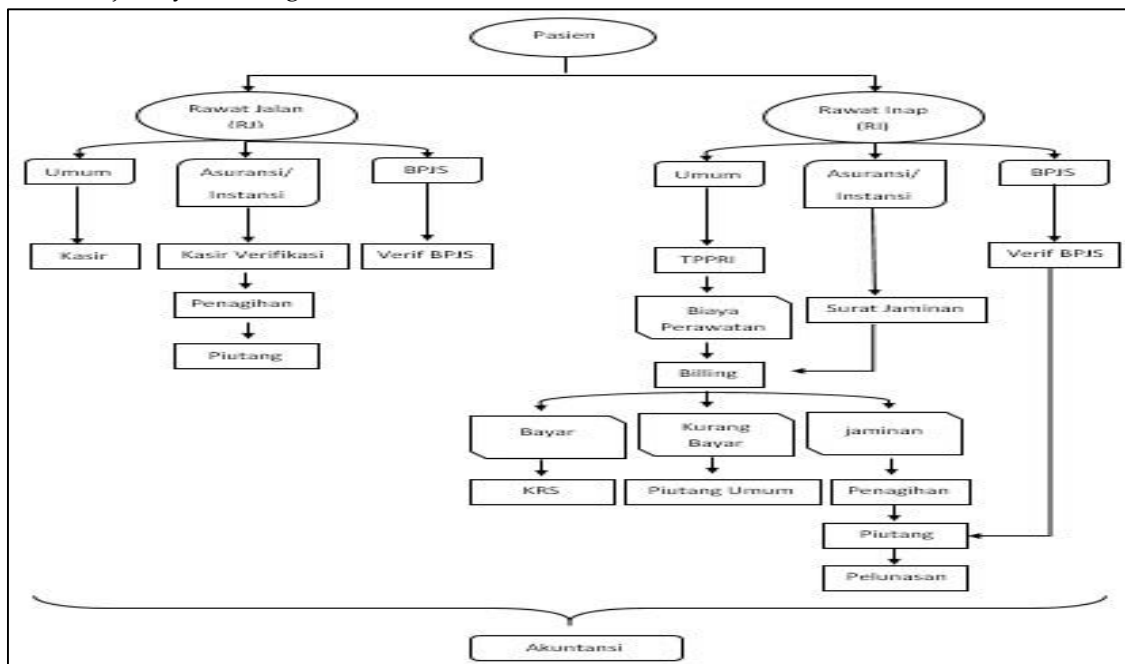 Pasien
Rawat Jalan
(RJ)
Rawat Inap
(RI)
Umum
Asuransi/
Instansi
BPJS
Umum
Asuransi/
Instansi
BPJS
Kasir
Kasir Verifikasi
Verif BPJS
TPPRI
Verif BPJS
Penagihan
Biaya
Perawatan
Surat Jaminan
Piutang
Billing
Bayar
Kurang
Bayar
jaminan
KRS
Piutang Umum
Penagihan
Piutang
Pelunasan
Akuntansi